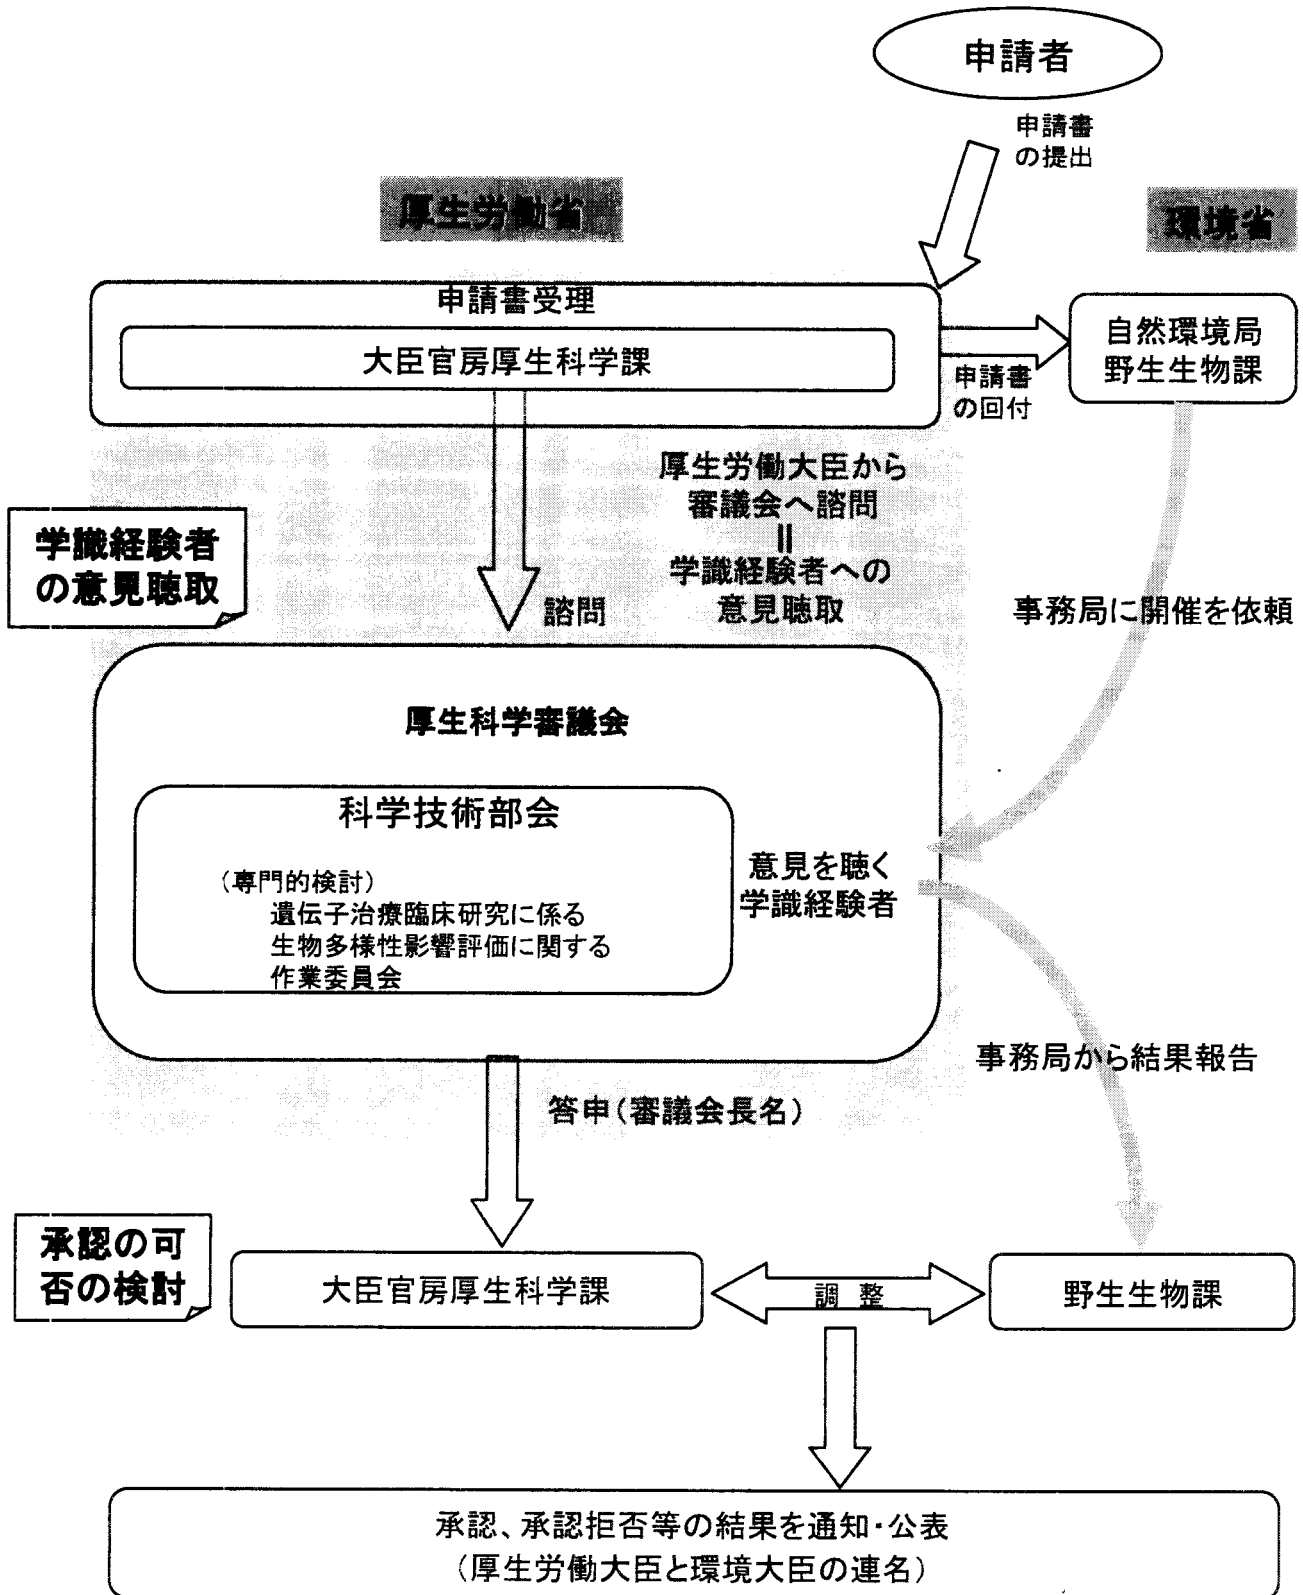 申請者
申請書
の提出
厚生労働省
環境省
申請書受理
大臣官房厚生科学課
自然環境局
野生生物課
申請書
の回付
厚生労働大臣から
審議会へ諮問
||
学識経験者への
意見聴取
学識経験者
の意見聴取
諮問
事務局に開催を依頼
厚生科学審議会
科学技術部会
（専門的検討）
遺伝子治療臨床研究に係る
生物多様性影響評価に関する
作業委員会
意見を聴く
学識経験者
事務局から結果報告
答申（審議会長名）
承認の可
否の検討
大臣官房厚生科学課
調 整
野生生物課
承認、承認拒否等の結果を通知・公表
（厚生労働大臣と環境大臣の連名）